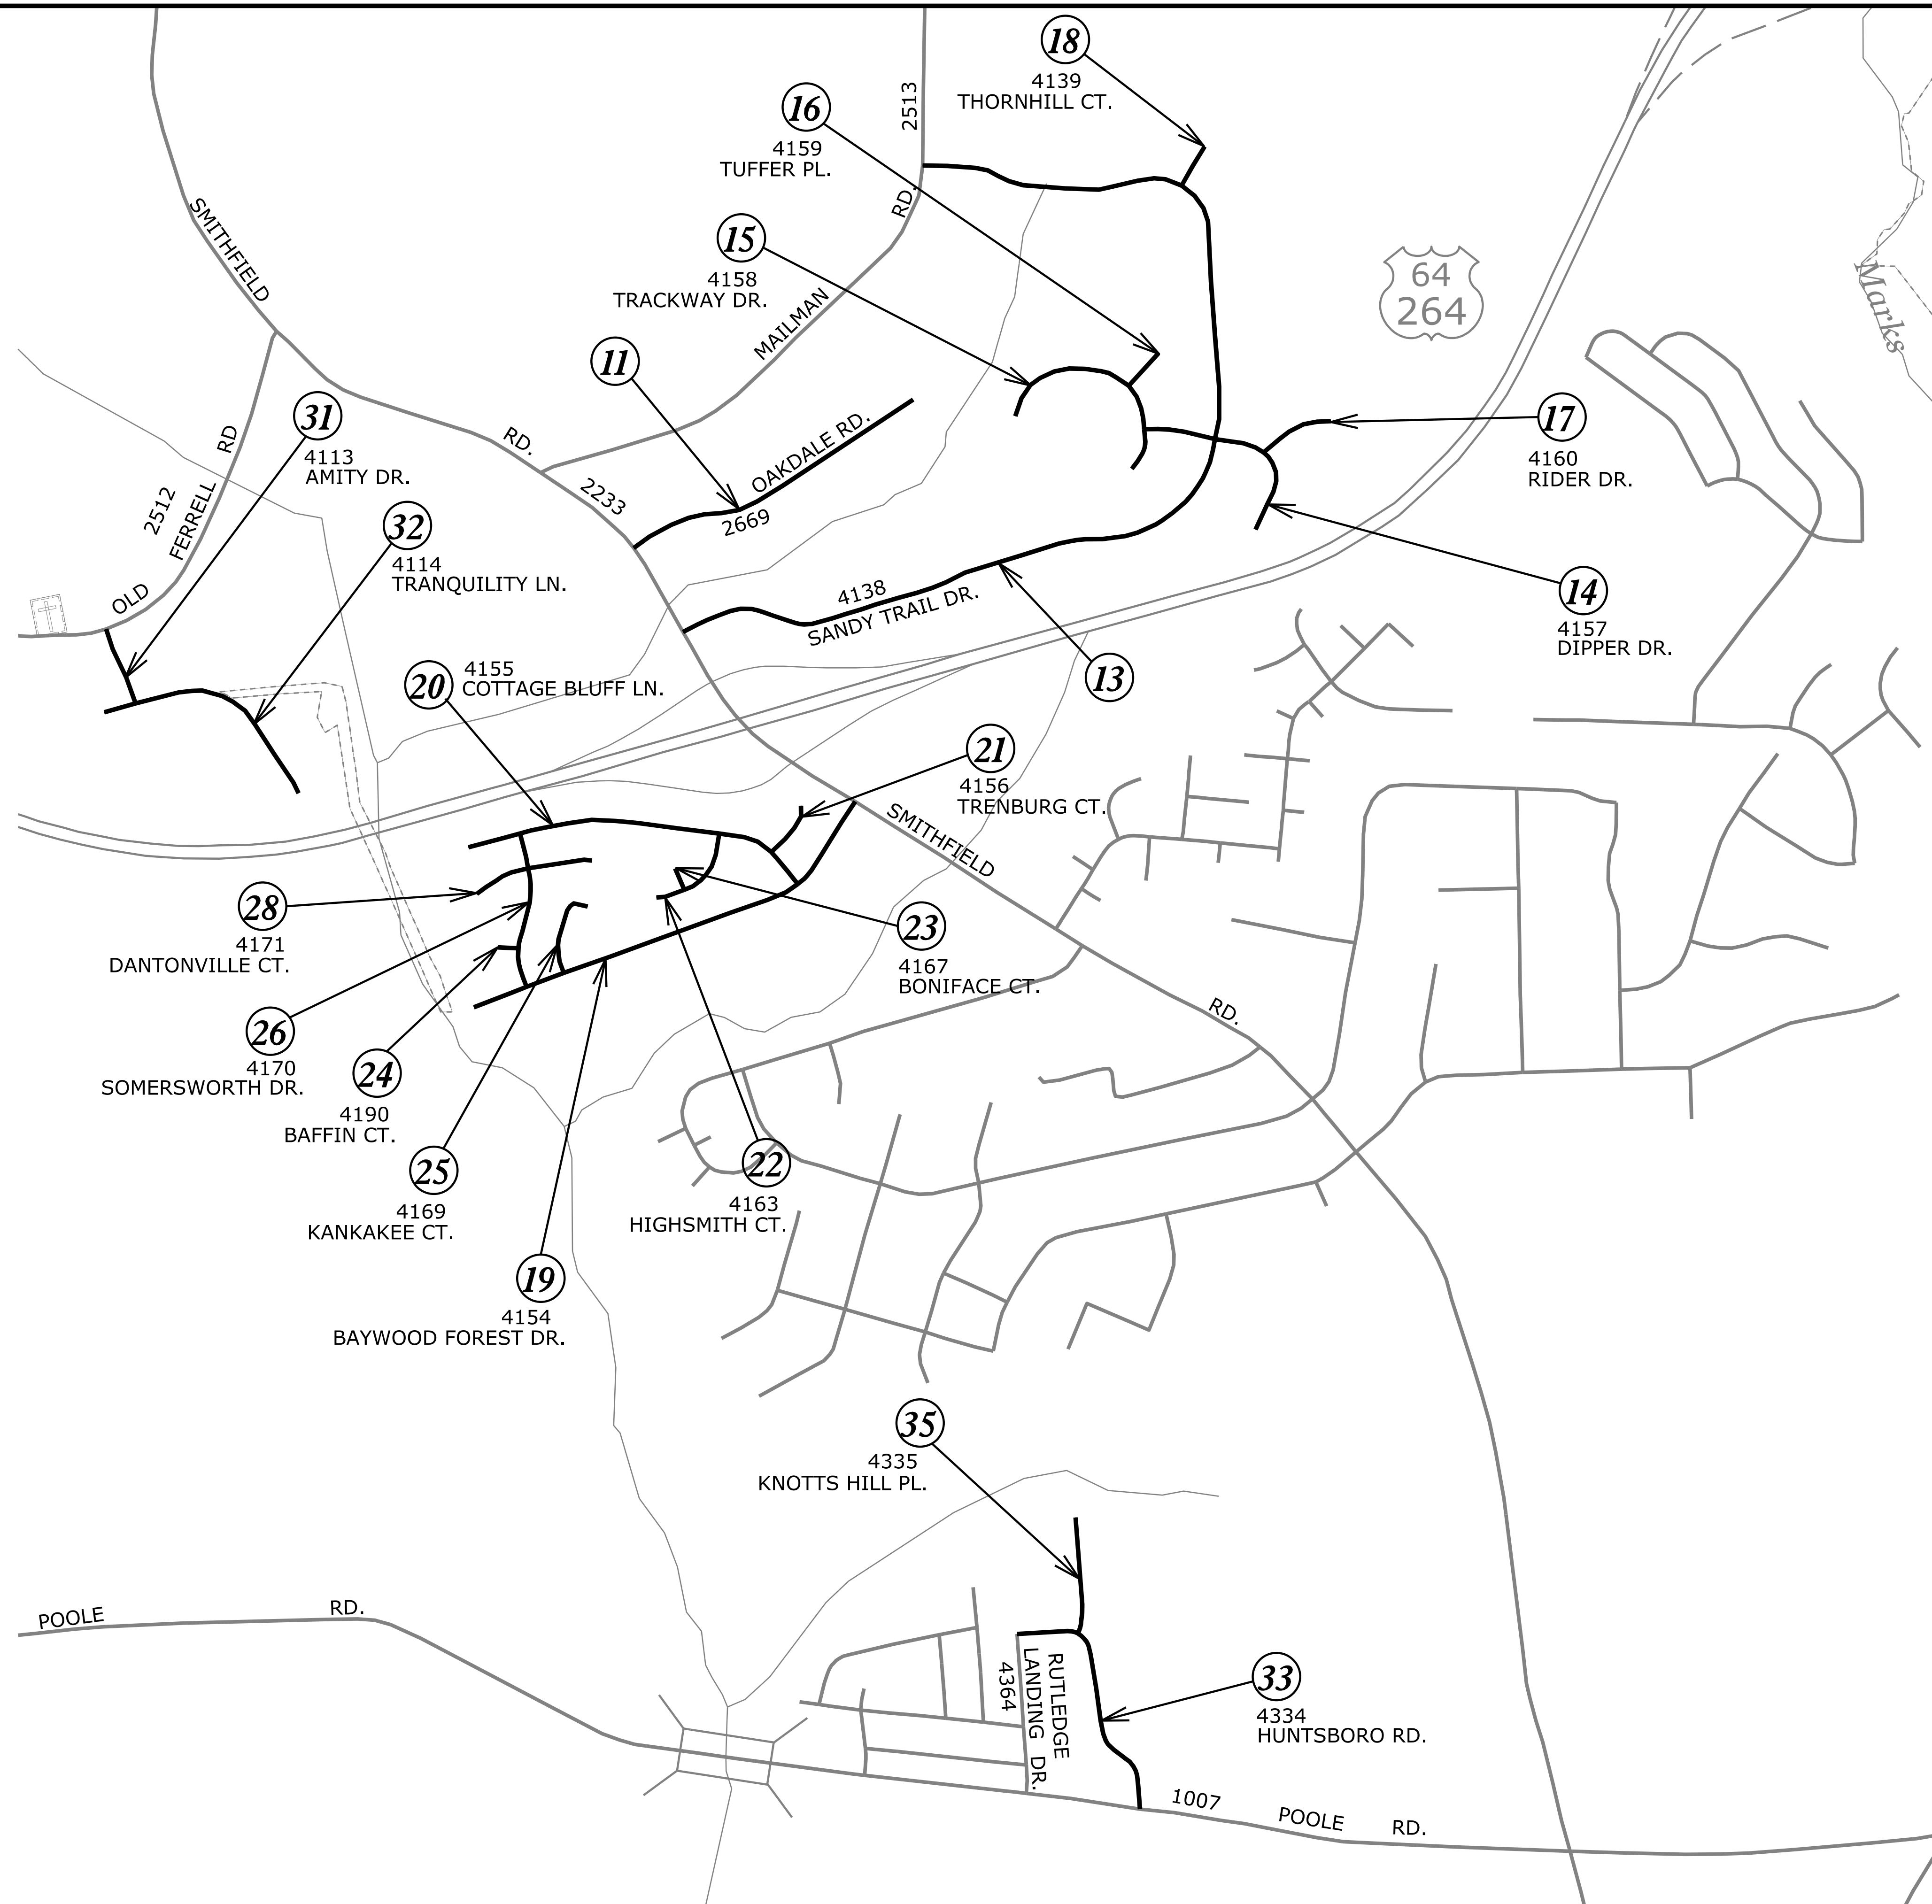 18
4139
THORNHILL CT.
2513
16
4159
TUFFER PL.
RD.
SMITHFIELD
15
4158
TRACKWAY DR.
MAILMAN
64
264
Marks
11
OAKDALE RD.
2669
31
4113
AMITY DR.
RD
17
4160
RIDER DR.
RD.
2233
2512
FERRELL
OLD
32
4114
TRANQUILITY LN.
4138
SANDY TRAIL DR.
14
4157
DIPPER DR.
13
20
4155
COTTAGE BLUFF LN.
21
4156
TRENBURG CT.
SMITHFIELD
RD.
28
4171
DANTONVILLE CT.
23
4167
BONIFACE CT.
26
4170
SOMERSWORTH DR.
24
4190
BAFFIN CT.
25
4169
KANKAKEE CT.
22
4163
HIGHSMITH CT.
19
4154
BAYWOOD FOREST DR.
35
4335
KNOTTS HILL PL.
POOLE RD.
4364
RUTLEDGE
LANDING DR.
33
4334
HUNTSBORO RD.
1007
POOLE RD.